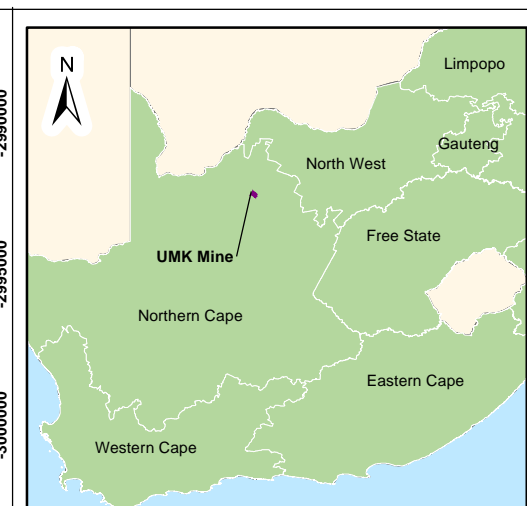 N
Limpopo
Gauteng
North West
Free State
UMK Mine
Northern Cape
Eastern Cape
Western Cape
-2990000
-2995000
-3000000